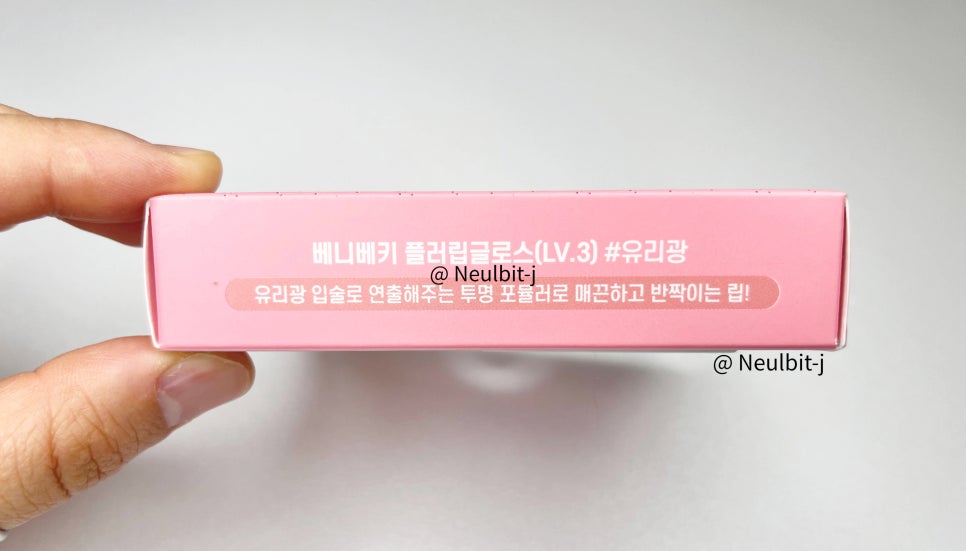 베니베키 플러립글로스(LV.3) #유리광
@ Neulbit-j
유리광 입술로 연출해주는 투명 포뮬러로 매끈하고 반짝이는 립!
@ Neulbit-j